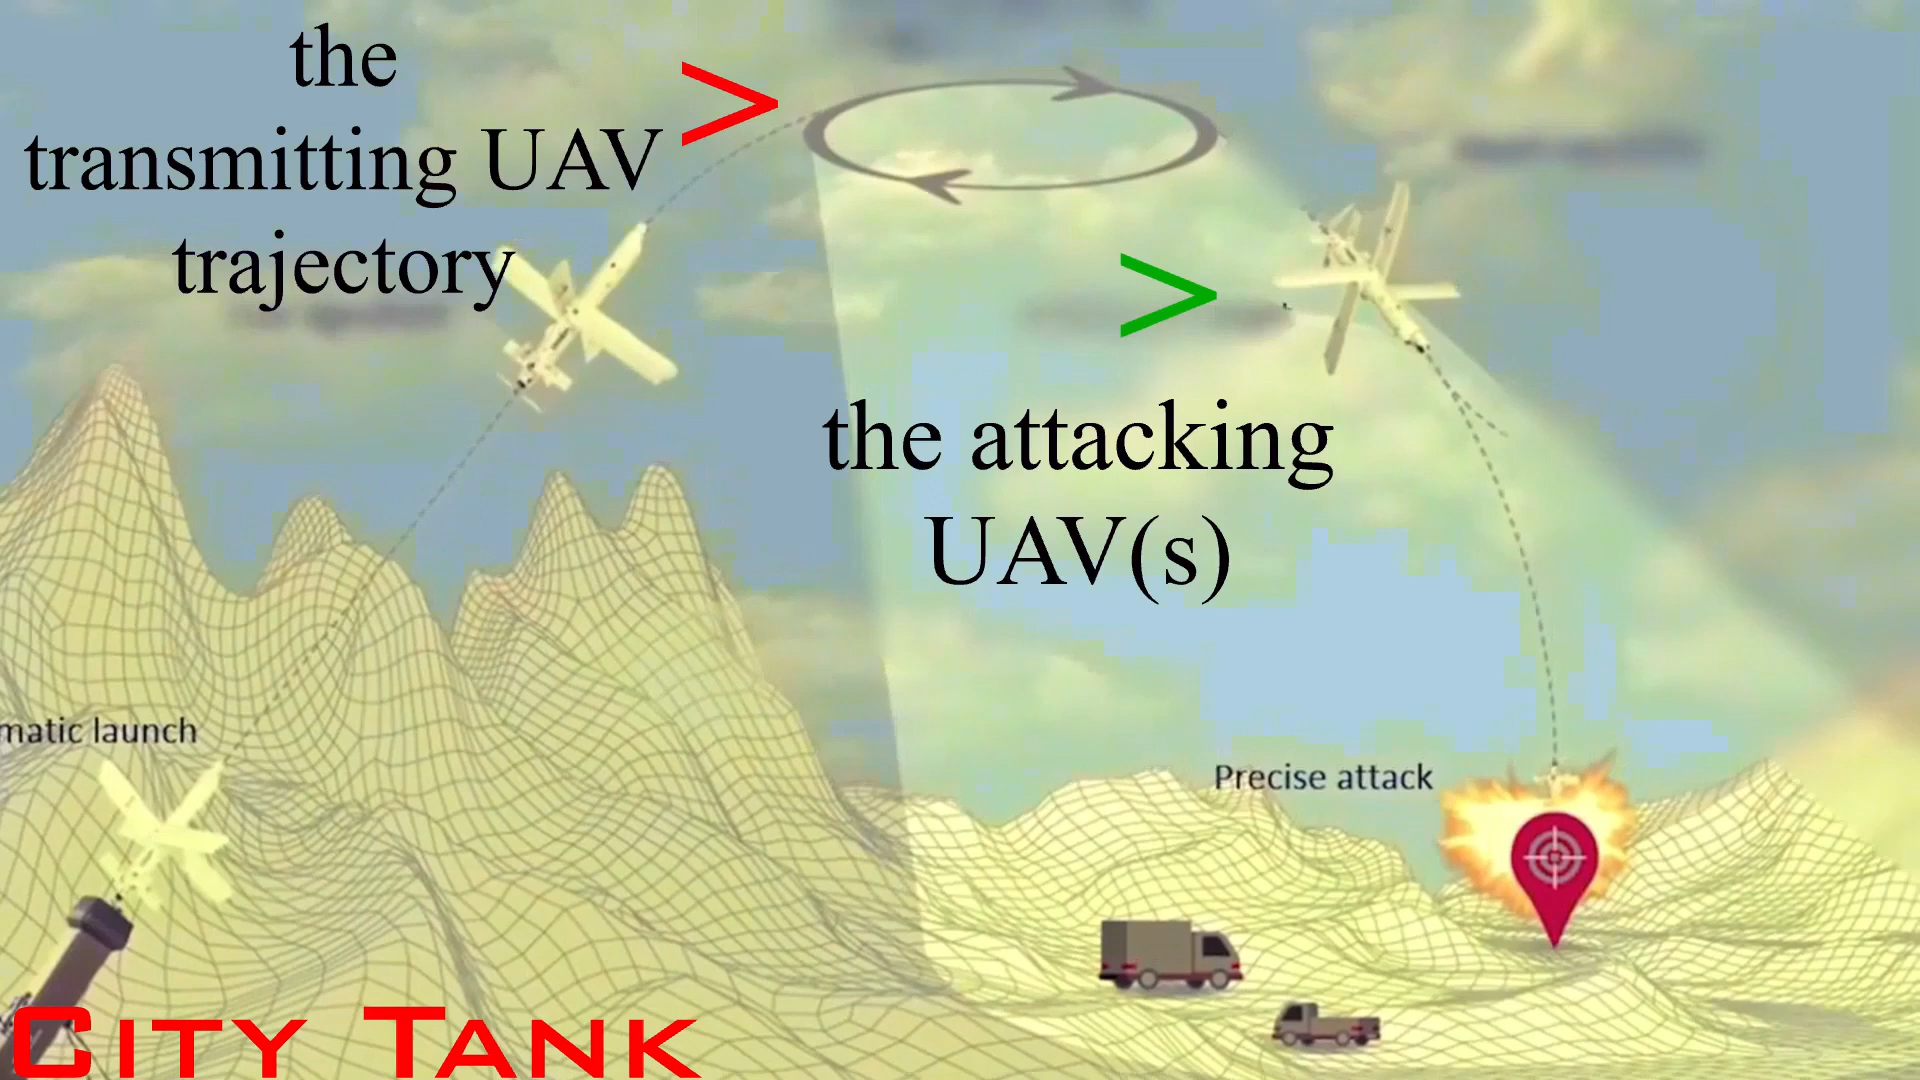 the
transmitting UAV
trajectory
>
>
the attacking
UAV(s)
matic launch
Precise attack
CITY TANK